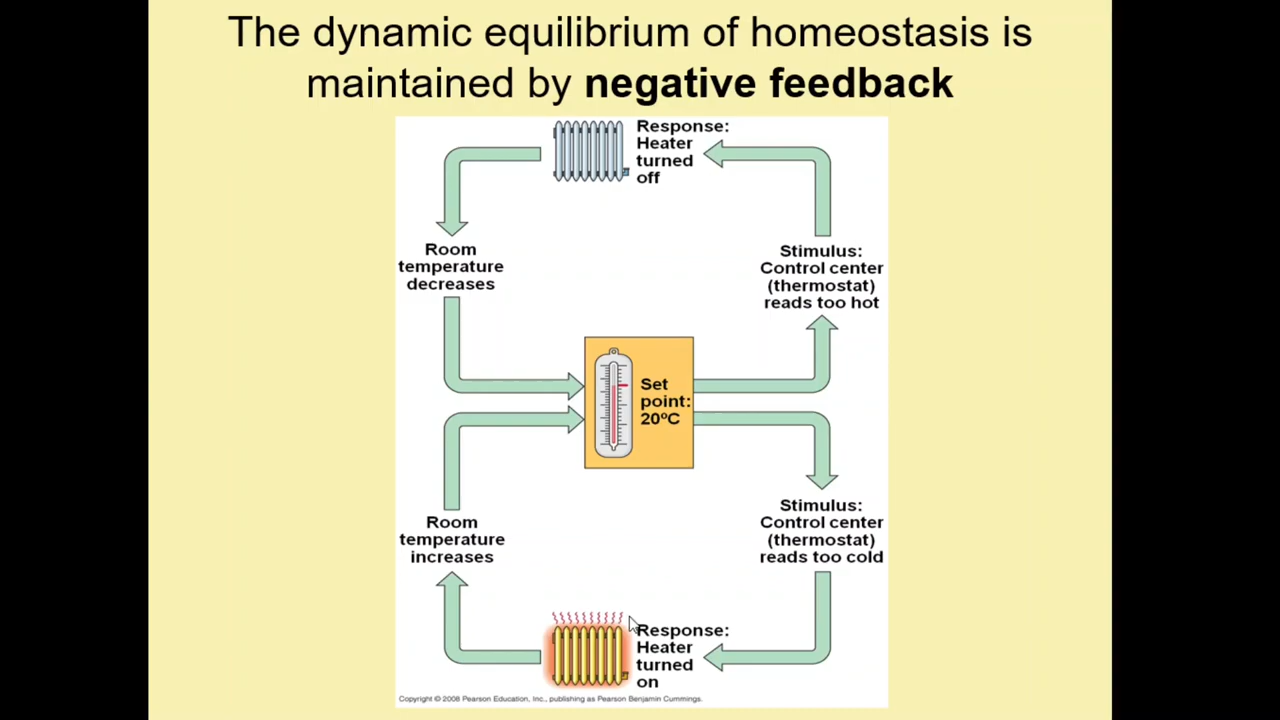 The dynamic equilibrium of homeostasis is
maintained by negative feedback
Response:
Heater
turned
off
Room
temperature
decreases
Stimulus:
Control center
(thermostat)
reads too hot
Set
point:
20ºC
Room
temperature
increases
Stimulus:
Control center
(thermostat)
reads too cold
Response:
Heater
turned
on
Copyright © 2008 Pearson Education, Inc., publishing as Pearson Benjamin Cummings.